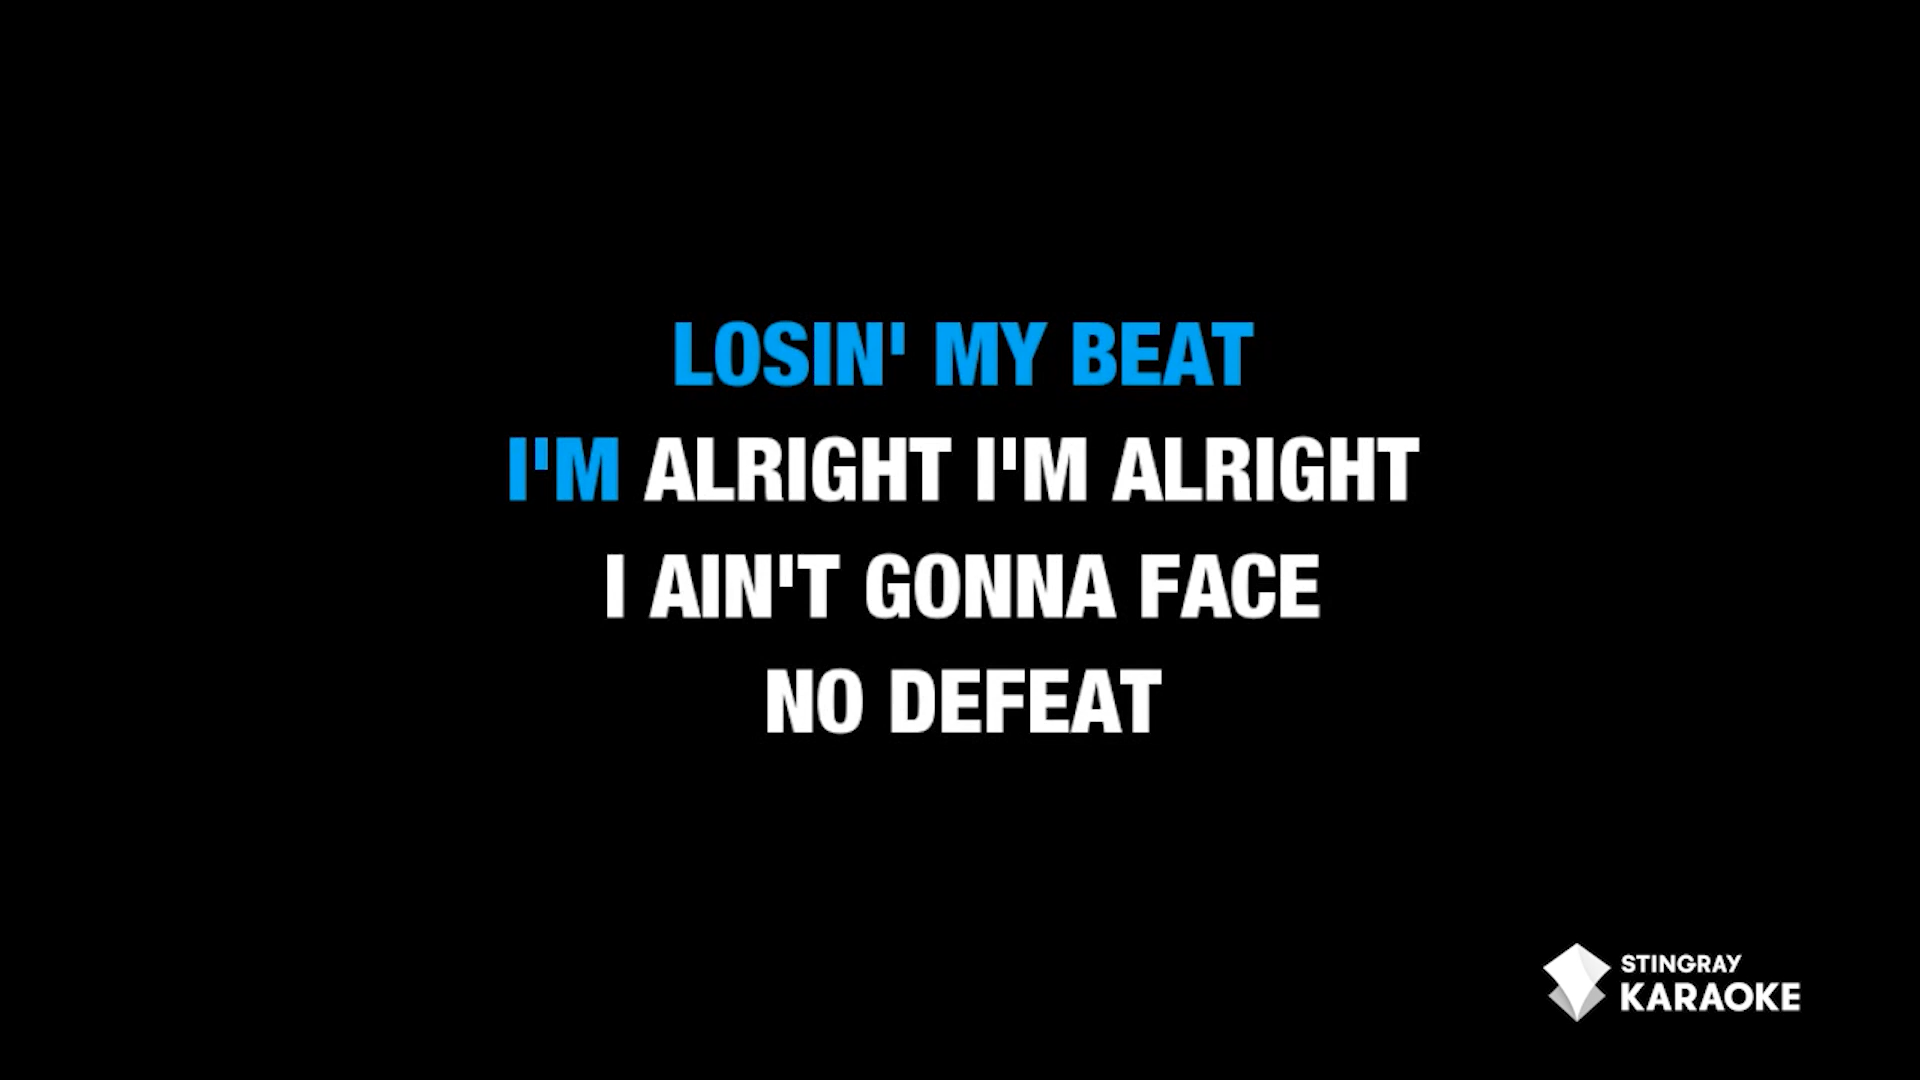 LOSIN' MY BEAT
I'M ALRIGHT I'M ALRIGHT
I AIN'T GONNA FACE
NO DEFEAT
STINGRAY
KARAOKE